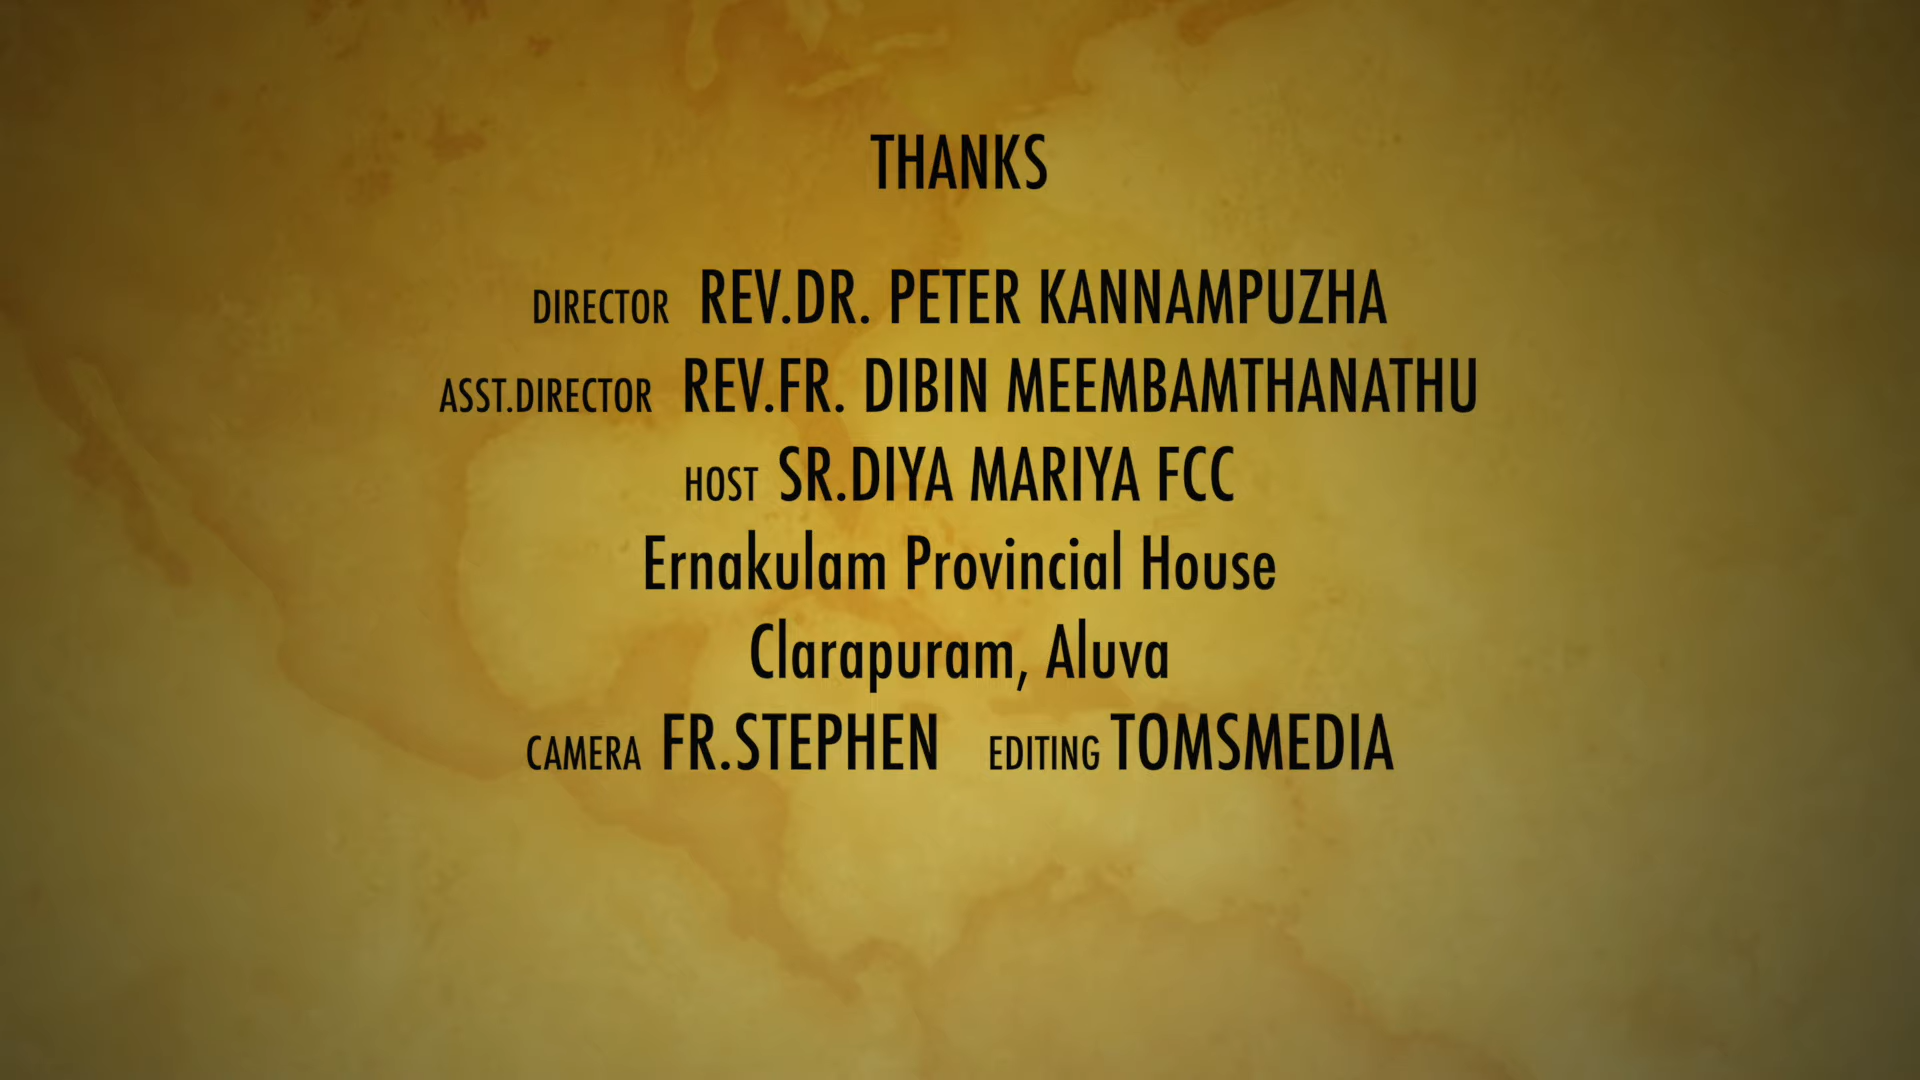 THANKS
DIRECTOR REV.DR. PETER KANNAMPUZHA
ASST.DIRECTOR REV.FR. DIBIN MEEMBAMTHANATHU
HOST SR.DIYA MARIYA FCC
Ernakulam Provincial House
Clarapuram, Aluva
CAMERA FR.STEPHEN EDITING TOMSMEDIA